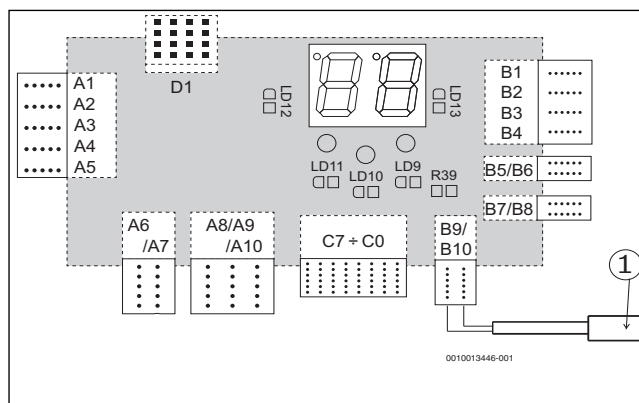 D1
A1
A2
A3
A4
A5
LD12
LD13
B1
B2
B3
B4
LD11
LD10
LD9
R39
B5/B6
B7/B8
A6
/A7
A8/A9
/A10
C7 ÷ C0
B9/
B10
1
0010013446-001